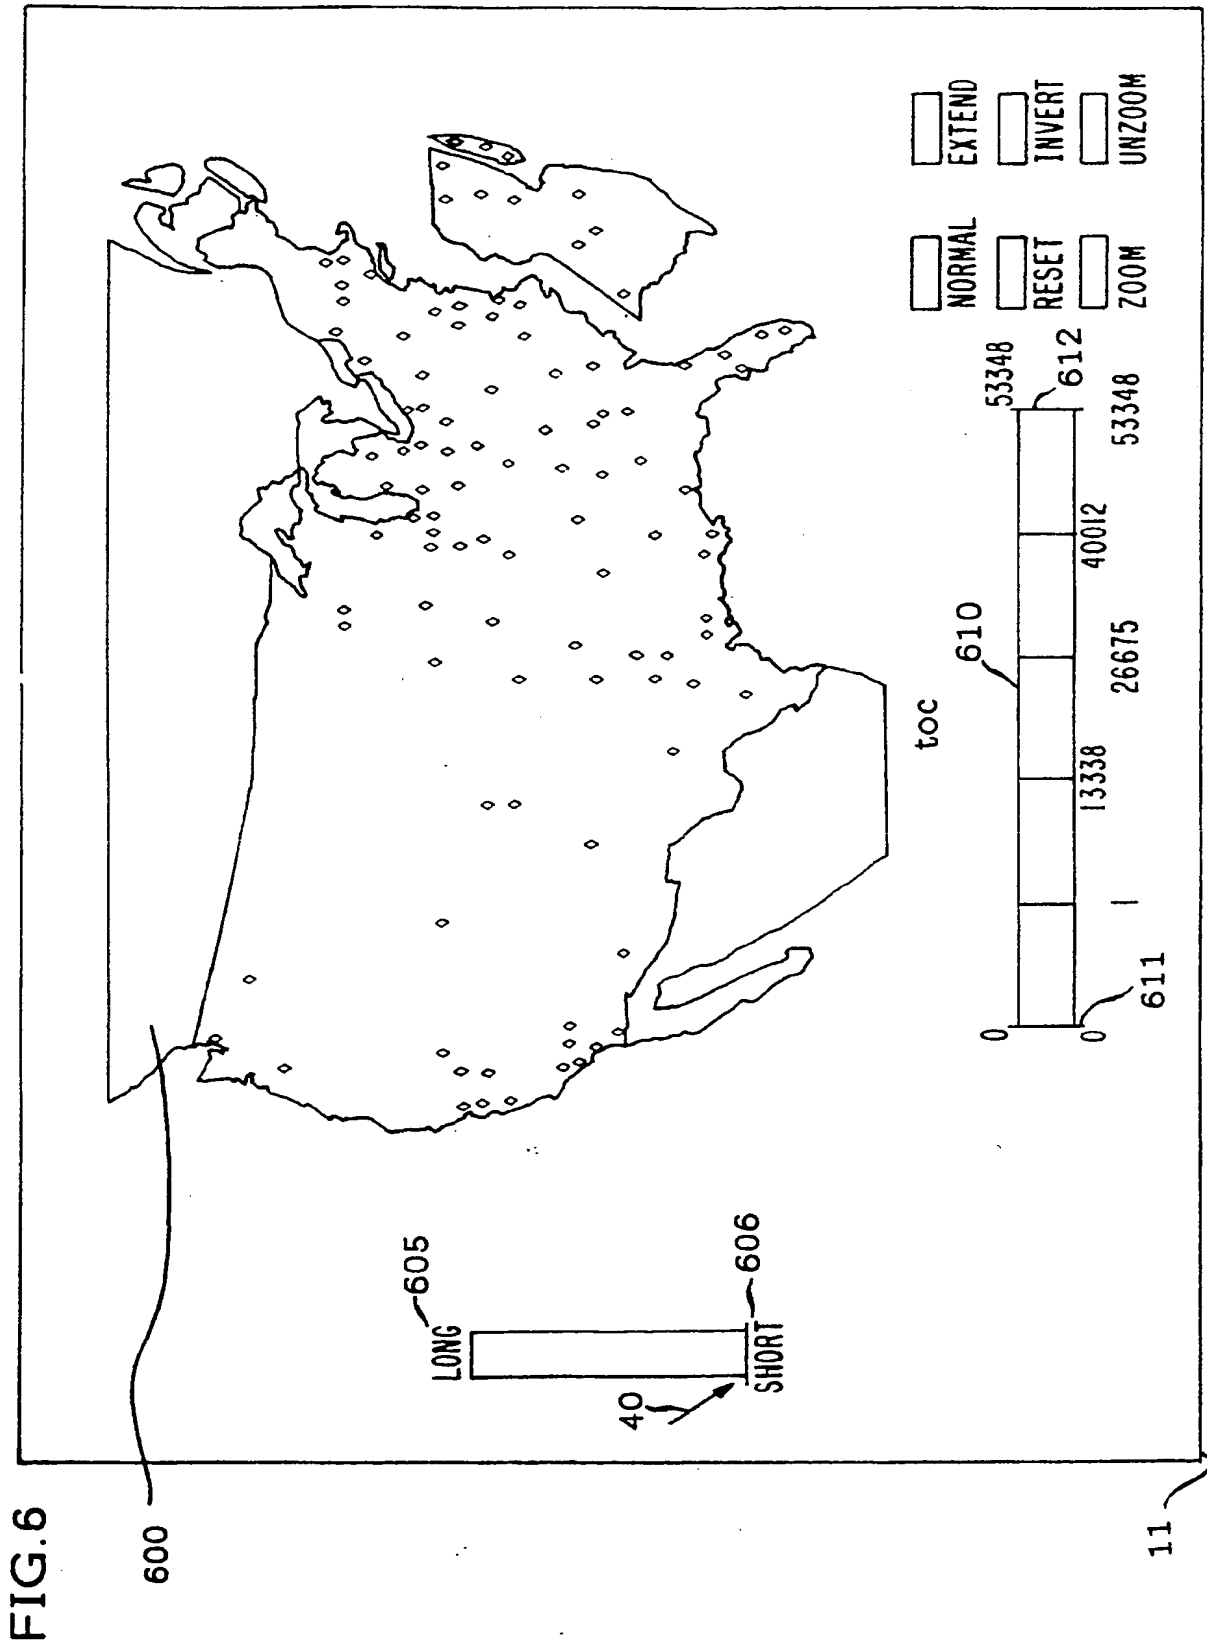 FIG.6
600
LONG
605
40
SHORT
606
toc
610
0
53348
612
0
1
13338
26675
40012
53348
611
NORMAL
EXTEND
RESET
INVERT
ZOOM
UNZOOM
11